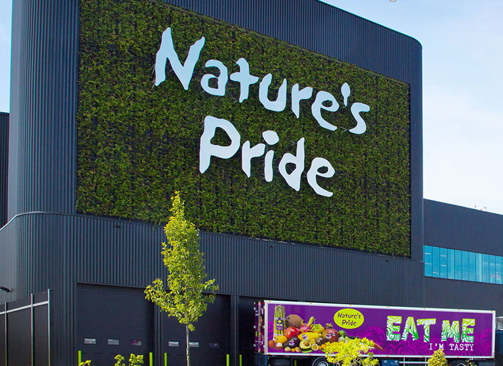 Nature's
Pride
Nature's
Pride
EAT ME
I'M TASTY